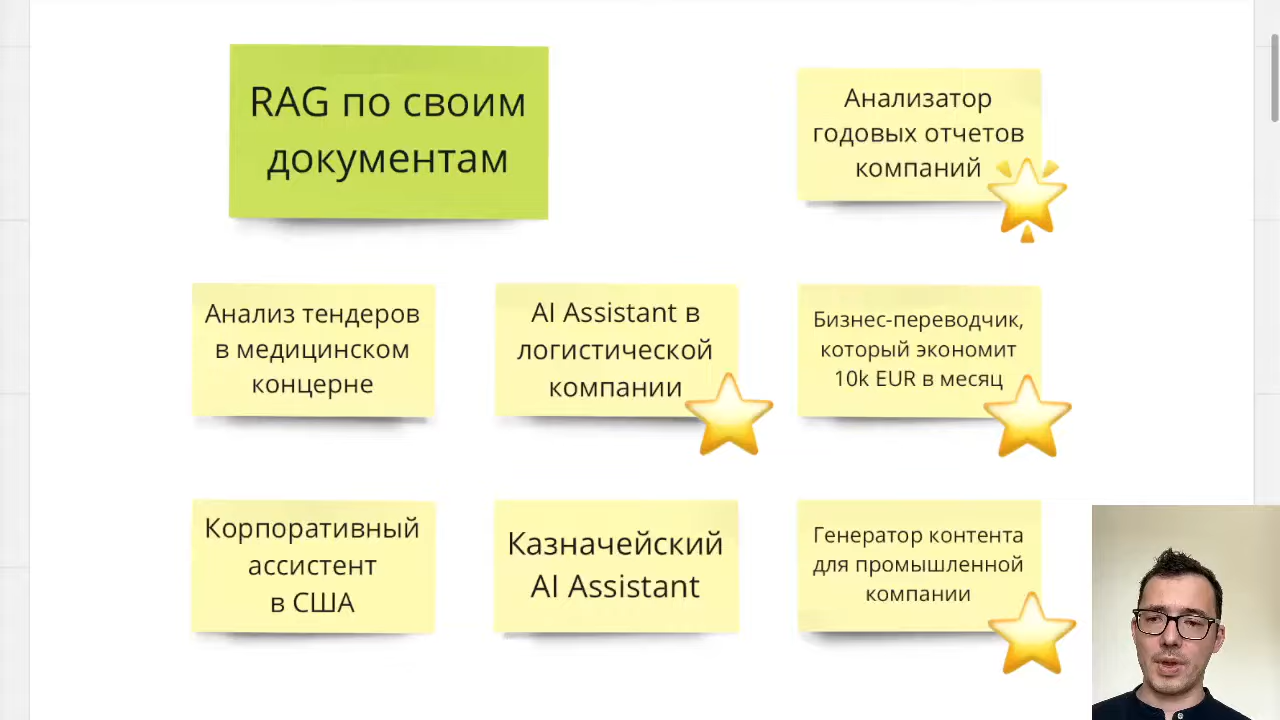 RAG по своим
документам
Анализатор
годовых отчетов
компаний
Анализ тендеров
в медицинском
концерне
AI Assistant в
логистической
компании
Бизнес-переводчик,
который экономит
10k EUR в месяц
Корпоративный
ассистент
в США
Казначейский
AI Assistant
Генератор контента
для промышленной
компании